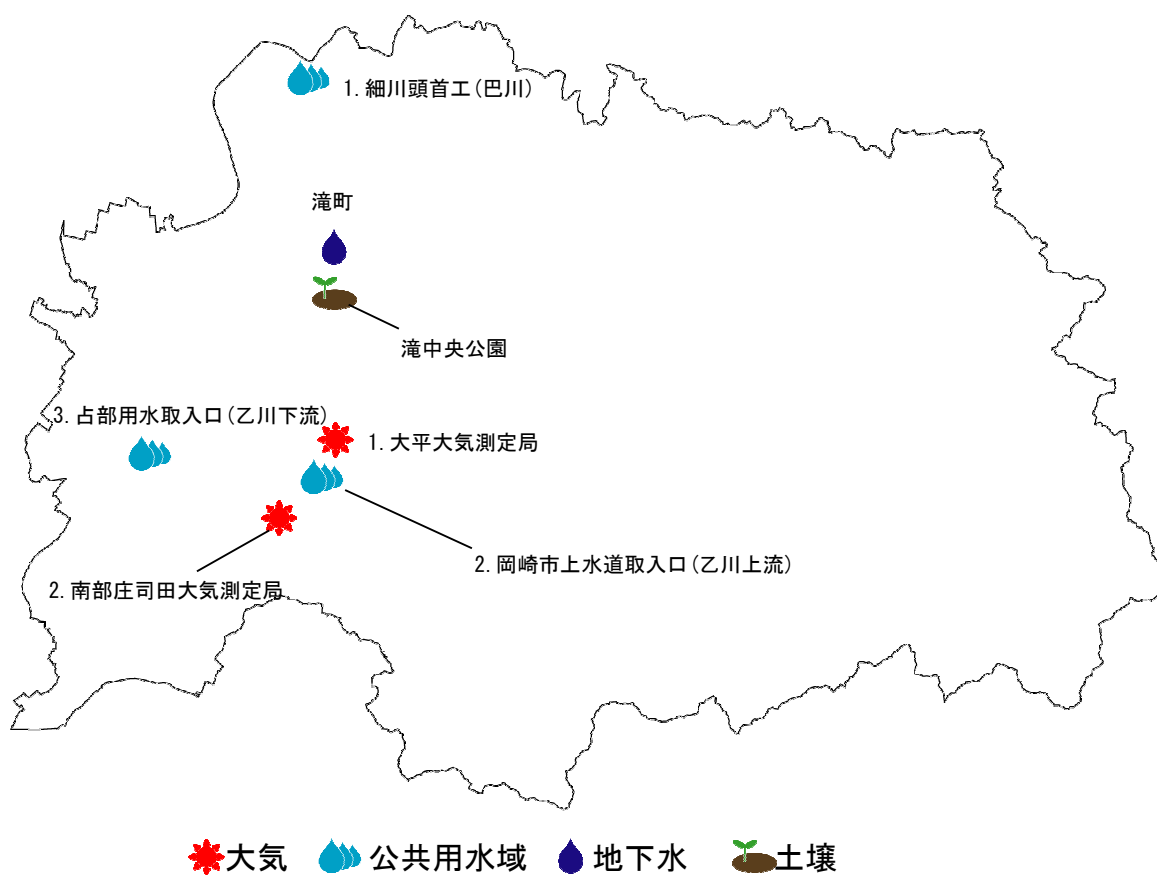 1.細川頭首工(巴川)
滝町
滝中央公園
3.占部用水取入口(乙川下流)
1.大平大気測定局
2.岡崎市上水道取入口(乙川上流)
2.南部庄司田大気測定局
大気 公共用水域 地下水 土壌